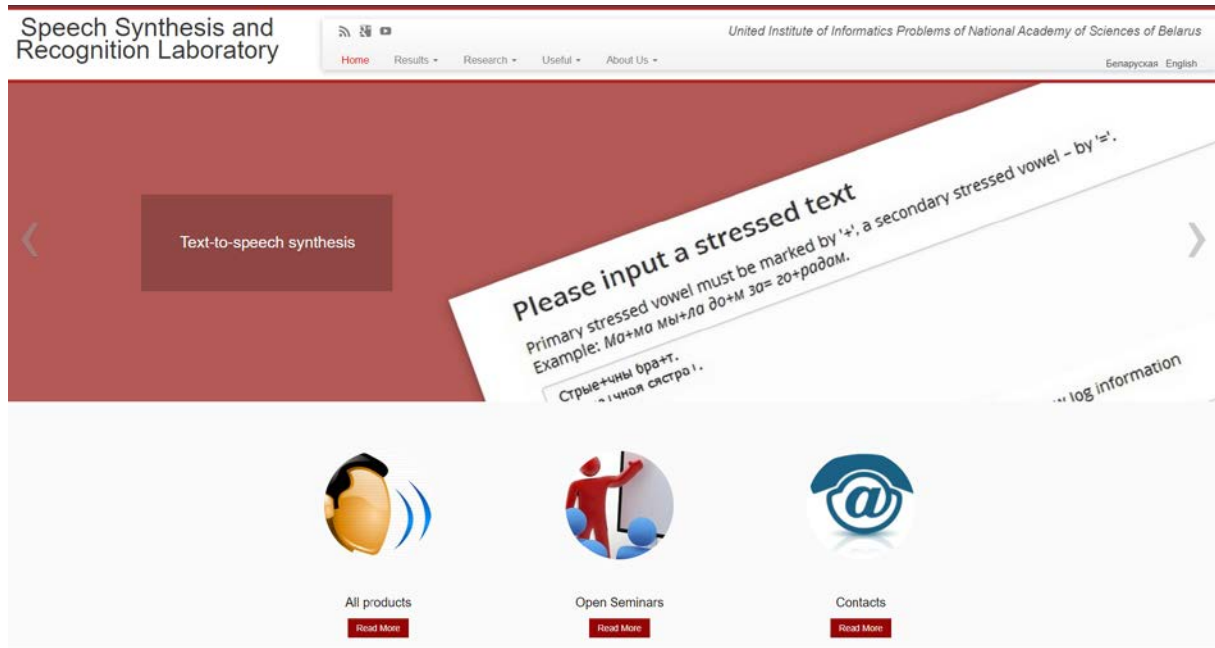 Speech Synthesis and
Recognition Laboratory
United Institute of Informatics Problems of National Academy of Sciences of Belarus
Home Results Research Useful About Us
Беларуская English
Text-to-speech synthesis
Please input a stressed text
Primary stressed vowel must be marked by '+', a secondary stressed vowel – by '='.
Example: Ма+ма мы+ла до+м за= го+радам.
Стрые+чны бра+т.
сястра
log information
All products
Open Seminars
Contacts
Read More
Read More
Read More